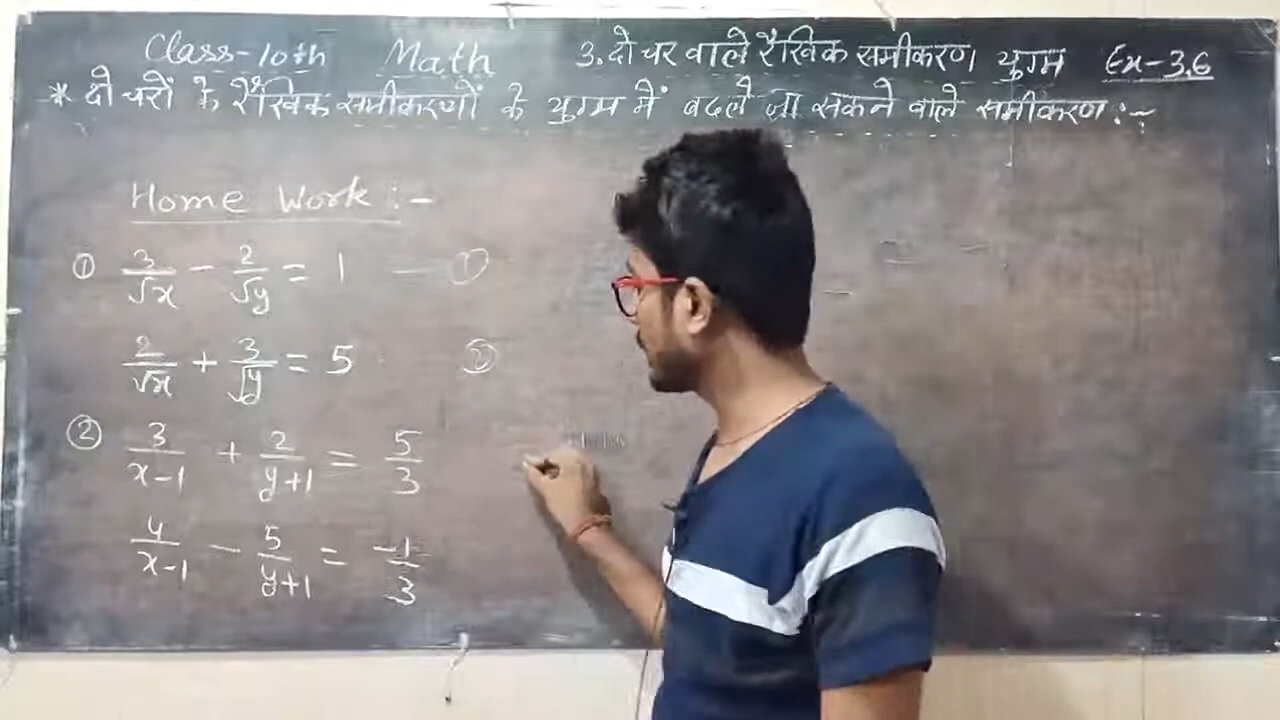 Class-10th Math 3. दो चर वाले रैखिक समीकरण युग्म Ex-3.6
* दो चरों के रैखिक समीकरणों के युग्म में बदले जा सकने वाले समीकरण :-
Home Work :-
① 3/√x - 2/√y = 1 — ①
2/√x + 3/√y = 5 ②
② 3/(x-1) + 2/(y+1) = 5/3
4/(x-1) - 5/(y+1) = -1/3